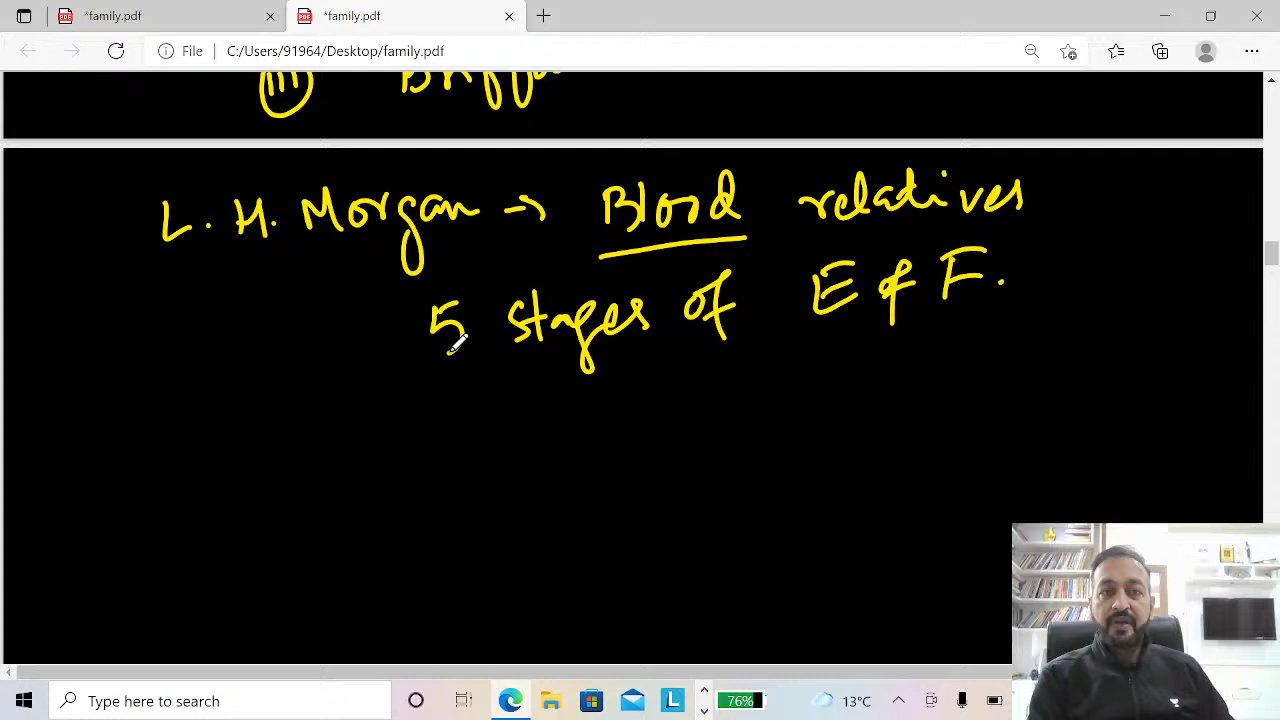 *family.pdf
*family.pdf
File C:/Users/91964/Desktop/family.pdf
L. H. Morgan → Blood relatives
5 stages of E of F.
Type here to search
76%
13°C